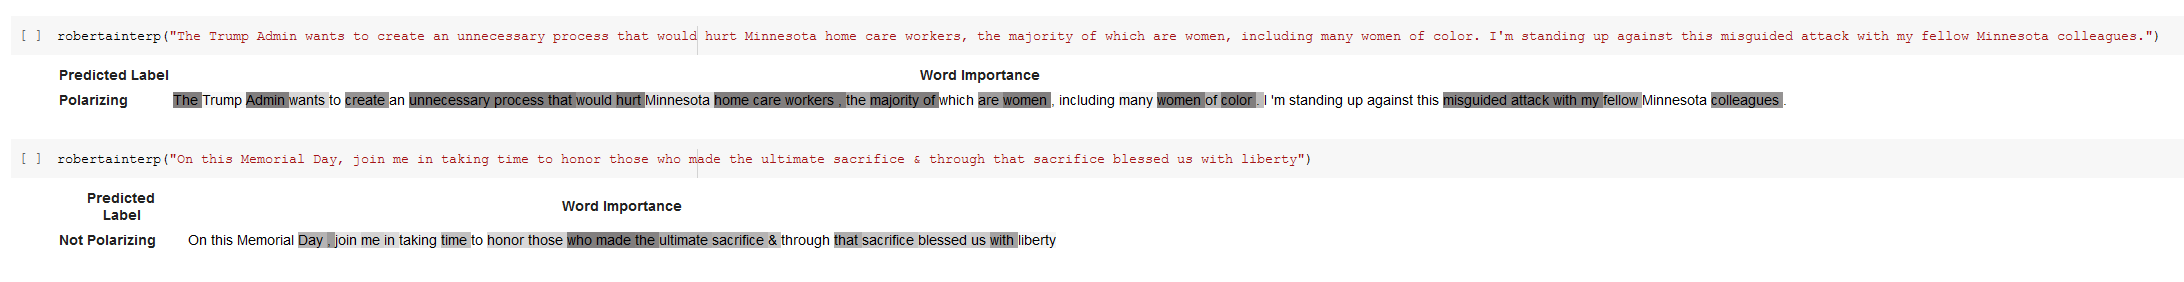 [ ] robertainterp("The Trump Admin wants to create an unnecessary process that would hurt Minnesota home care workers, the majority of which are women, including many women of color. I'm standing up against this misguided attack with my fellow Minnesota colleagues.")
Predicted Label Word Importance
Polarizing The Trump Admin wants to create an unnecessary process that would hurt Minnesota home care workers , the majority of which are women , including many women of color . I 'm standing up against this misguided attack with my fellow Minnesota colleagues .
[ ] robertainterp("On this Memorial Day, join me in taking time to honor those who made the ultimate sacrifice & through that sacrifice blessed us with liberty")
Predicted
Label
Word Importance
Not Polarizing On this Memorial Day , join me in taking time to honor those who made the ultimate sacrifice & through that sacrifice blessed us with liberty